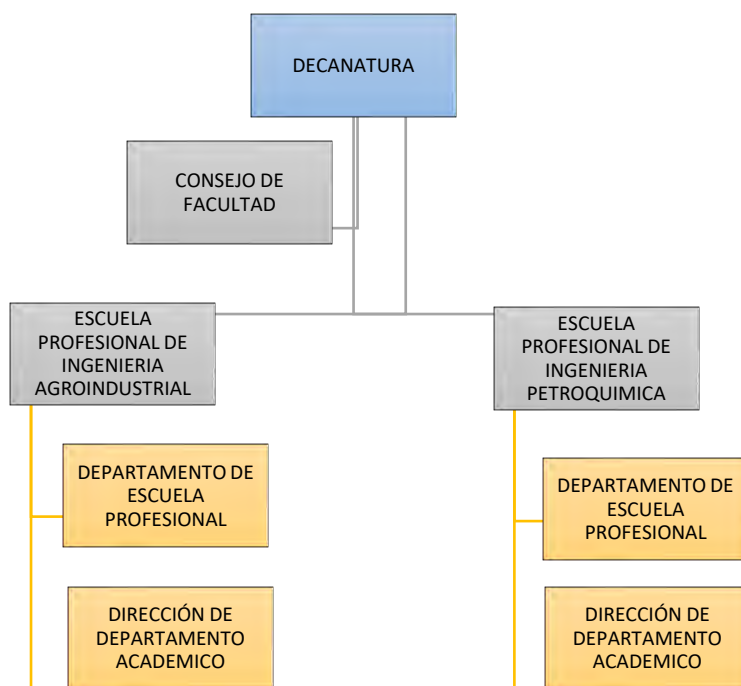 DECANATURA
CONSEJO DE
FACULTAD
ESCUELA
PROFESIONAL DE
INGENIERIA
AGROINDUSTRIAL
ESCUELA
PROFESIONAL DE
INGENIERIA
PETROQUIMICA
DEPARTAMENTO DE
ESCUELA
PROFESIONAL
DEPARTAMENTO DE
ESCUELA
PROFESIONAL
DIRECCIÓN DE
DEPARTAMENTO
ACADEMICO
DIRECCIÓN DE
DEPARTAMENTO
ACADEMICO